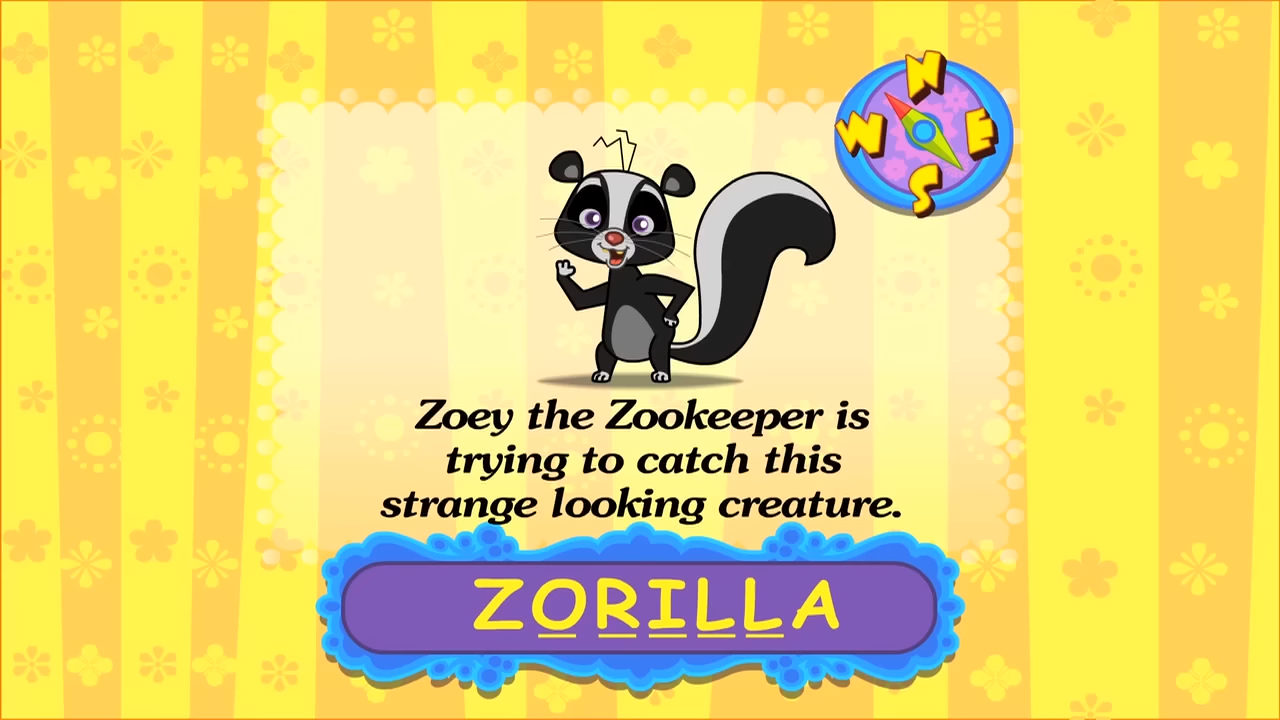 N
W E
S
Zoey the Zookeeper is
trying to catch this
strange looking creature.
ZORILLA